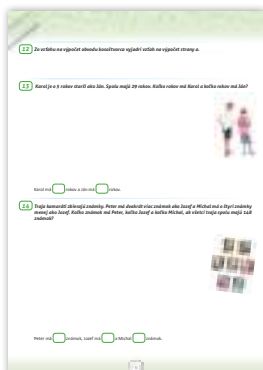 12 Zo vzťahu na výpočet obvodu kosoštvorca vyjadri vzťah na výpočet strany a.
13 Karol je o 5 rokov starší ako Ján. Spolu majú 29 rokov. Koľko rokov má Karol a koľko rokov má Ján?
Karol má rokov a Ján má rokov.
14 Traja kamaráti zbierajú známky. Peter má dvakrát viac známok ako Jozef a Michal má o štyri známky
menej ako Jozef. Koľko známok má Peter, koľko Jozef a koľko Michal, ak všetci traja spolu majú 248
známok?
Peter má známok, Jozef má a Michal známok.